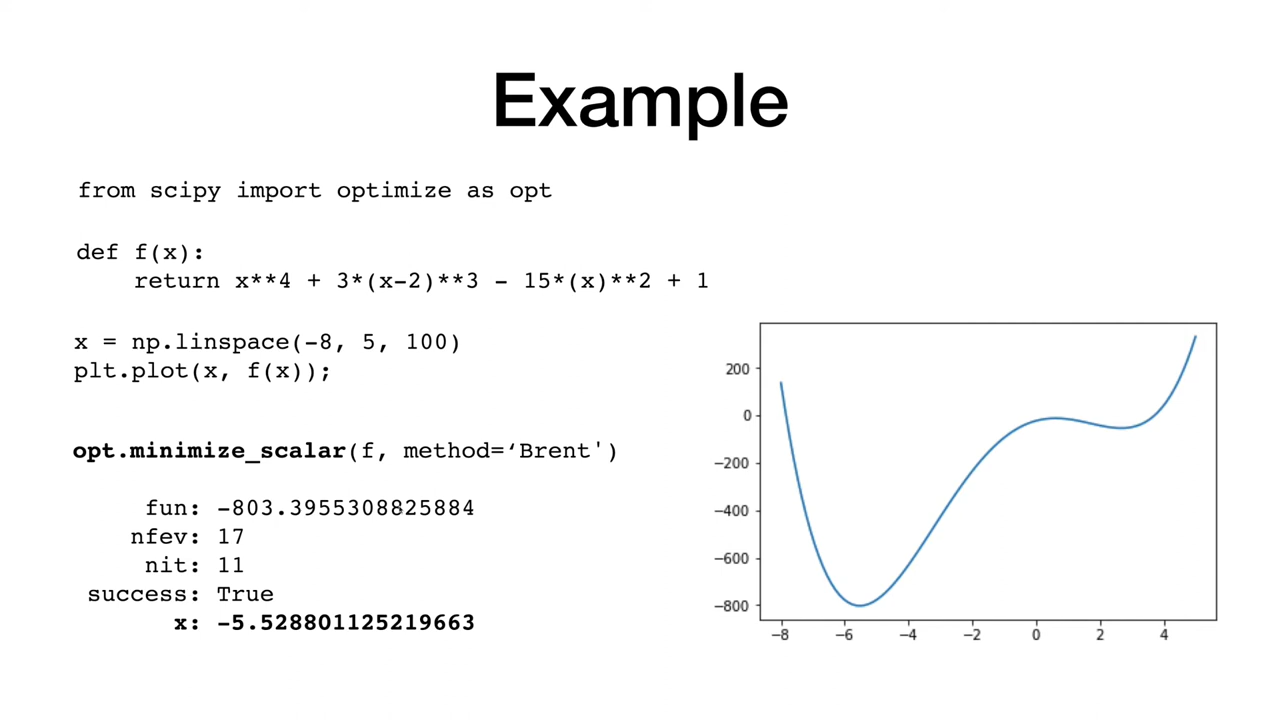 Example
from scipy import optimize as opt
def f(x):
    return x**4 + 3*(x-2)**3 - 15*(x)**2 + 1
x = np.linspace(-8, 5, 100)
plt.plot(x, f(x));
opt.minimize_scalar(f, method=‘Brent')
fun: -803.3955308825884
nfev: 17
nit: 11
success: True
x: -5.528801125219663
200
0
−200
−400
−600
−800
−8 −6 −4 −2 0 2 4